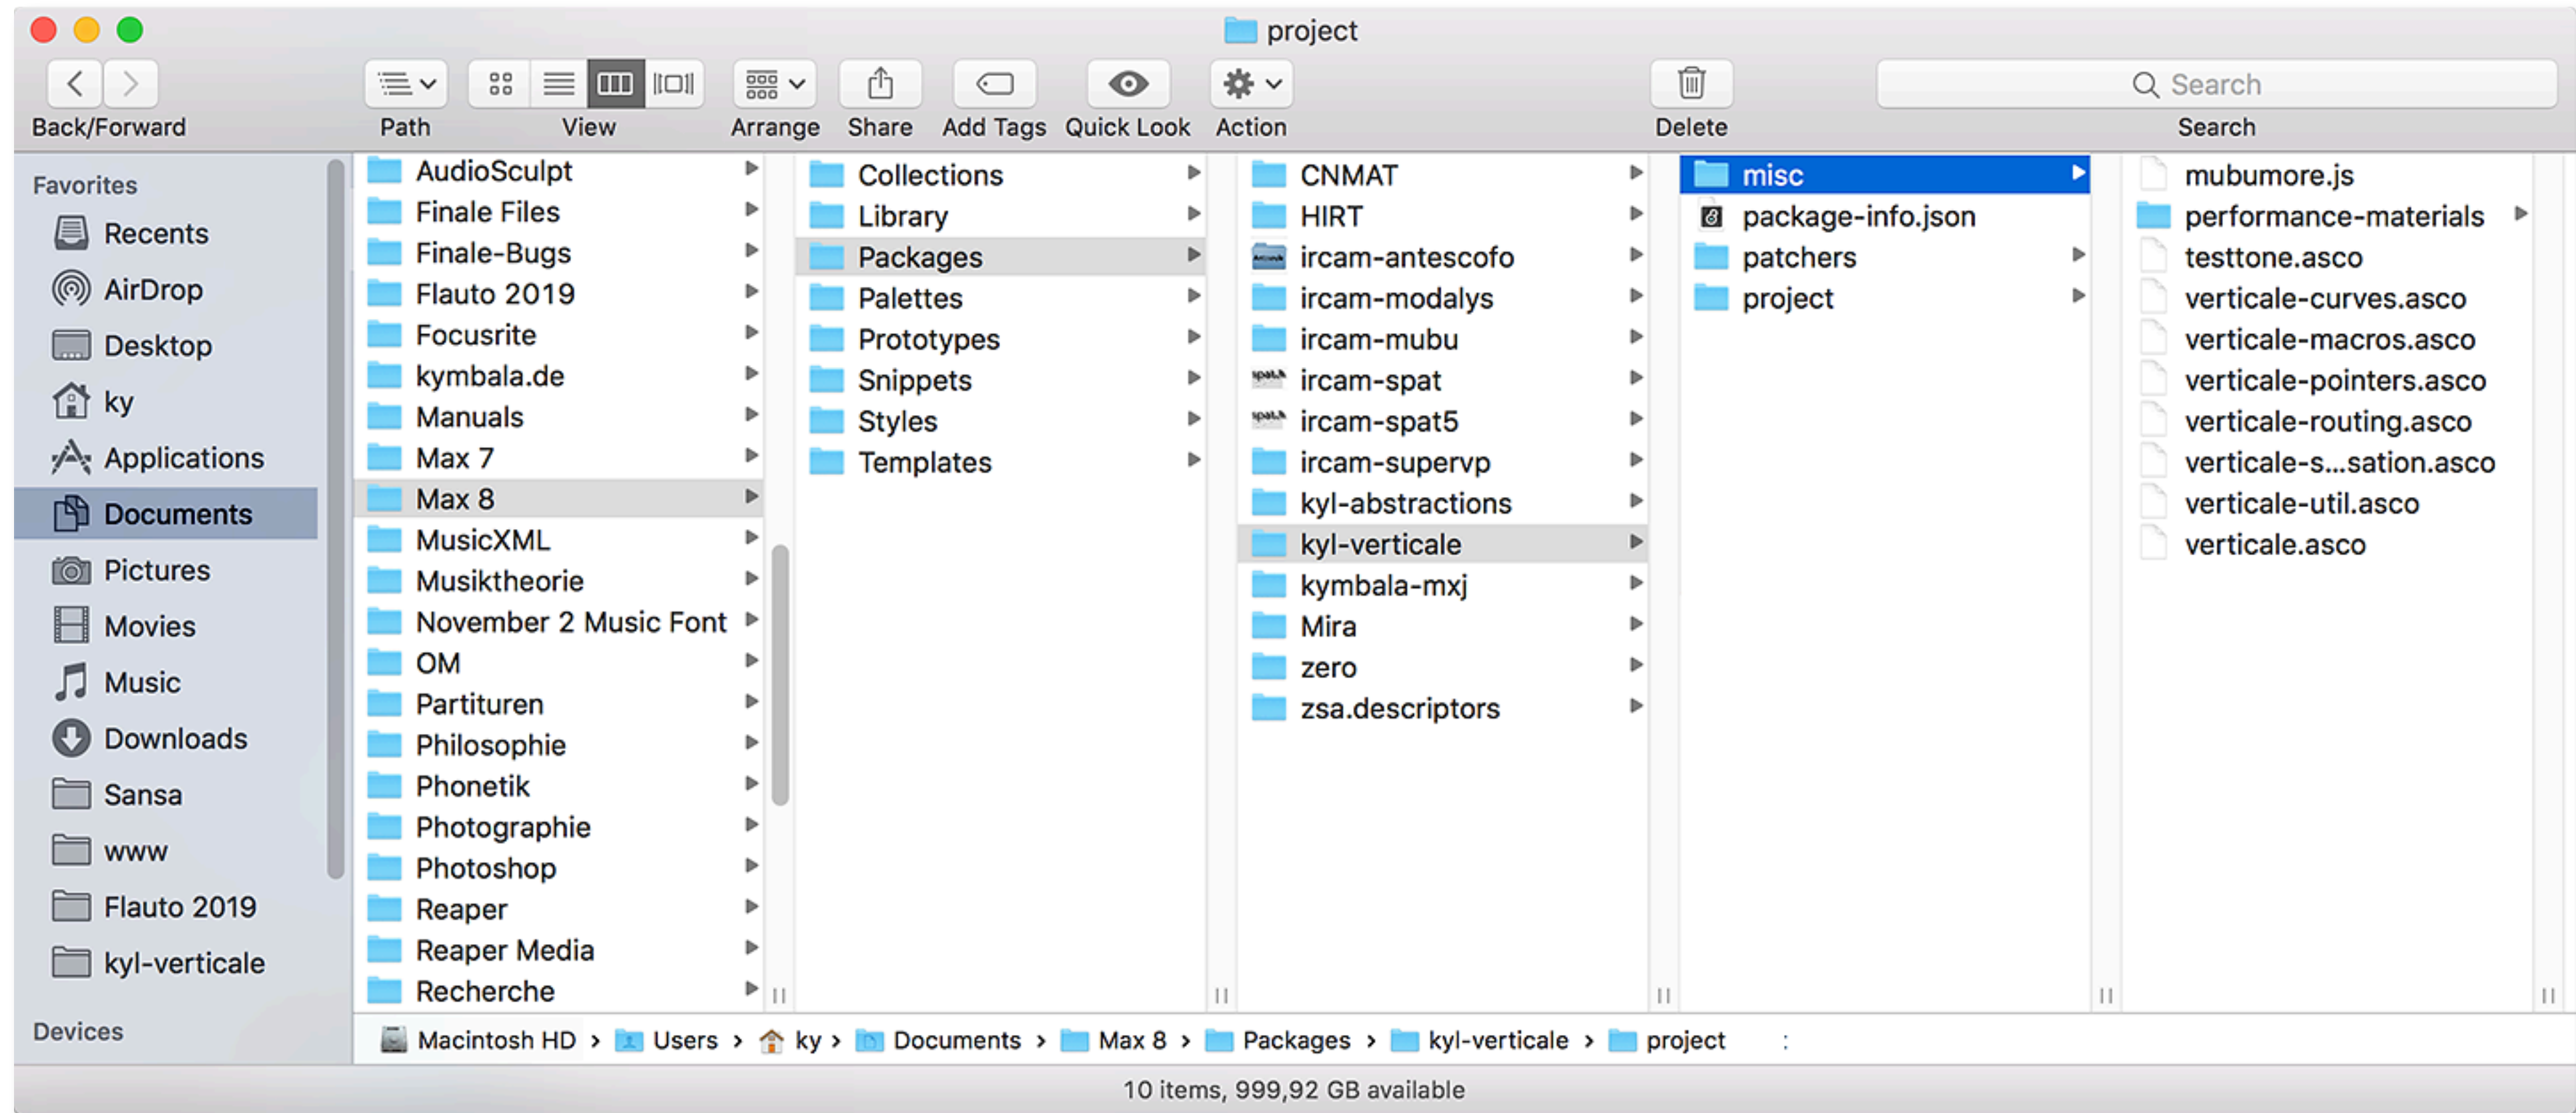 project
Back/Forward
Path
View
Arrange
Share
Add Tags
Quick Look
Action
Delete
Search
Search
Favorites
Recents
AirDrop
Desktop
ky
Applications
Documents
Pictures
Movies
Music
Downloads
Sansa
www
Flauto 2019
kyl-verticale
Devices
AudioSculpt
Finale Files
Finale-Bugs
Flauto 2019
Focusrite
kymbala.de
Manuals
Max 7
Max 8
MusicXML
Musiktheorie
November 2 Music Font
OM
Partituren
Philosophie
Phonetik
Photographie
Photoshop
Reaper
Reaper Media
Recherche
Collections
Library
Packages
Palettes
Prototypes
Snippets
Styles
Templates
CNMAT
HIRT
ircam-antescofo
ircam-modalys
ircam-mubu
ircam-spat
ircam-spat5
ircam-supervp
kyl-abstractions
kyl-verticale
kymbala-mxj
Mira
zero
zsa.descriptors
misc
package-info.json
patchers
project
mubumore.js
performance-materials
testtone.asco
verticale-curves.asco
verticale-macros.asco
verticale-pointers.asco
verticale-routing.asco
verticale-s...sation.asco
verticale-util.asco
verticale.asco
Macintosh HD › Users › ky › Documents › Max 8 › Packages › kyl-verticale › project :
10 items, 999,92 GB available